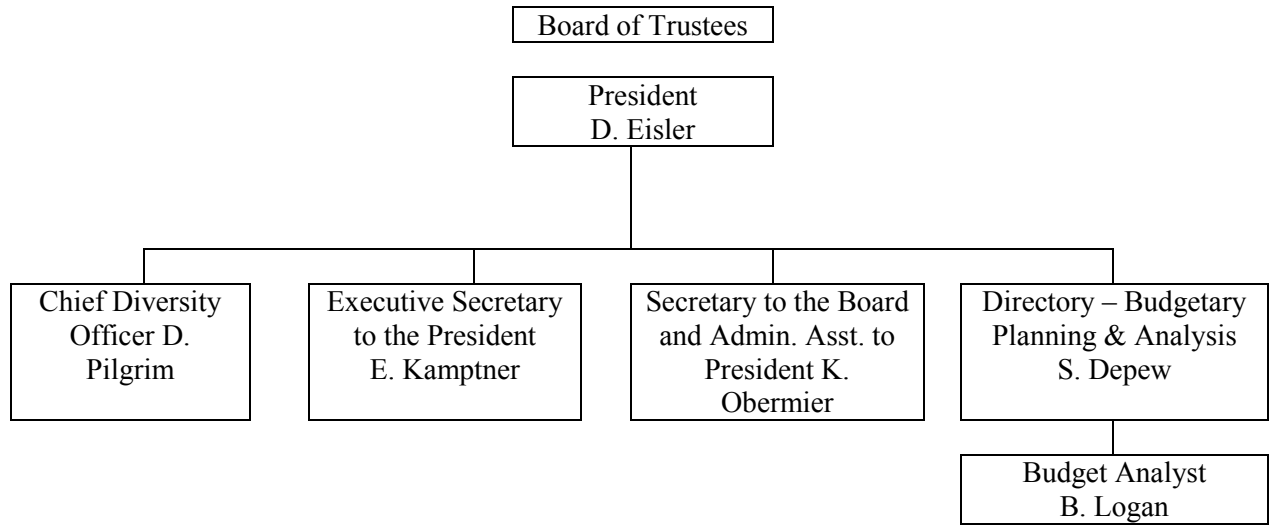 Board of Trustees
President
D. Eisler
Chief Diversity
Officer D.
Pilgrim
Executive Secretary
to the President
E. Kamptner
Secretary to the Board
and Admin. Asst. to
President K.
Obermier
Directory – Budgetary
Planning & Analysis
S. Depew
Budget Analyst
B. Logan